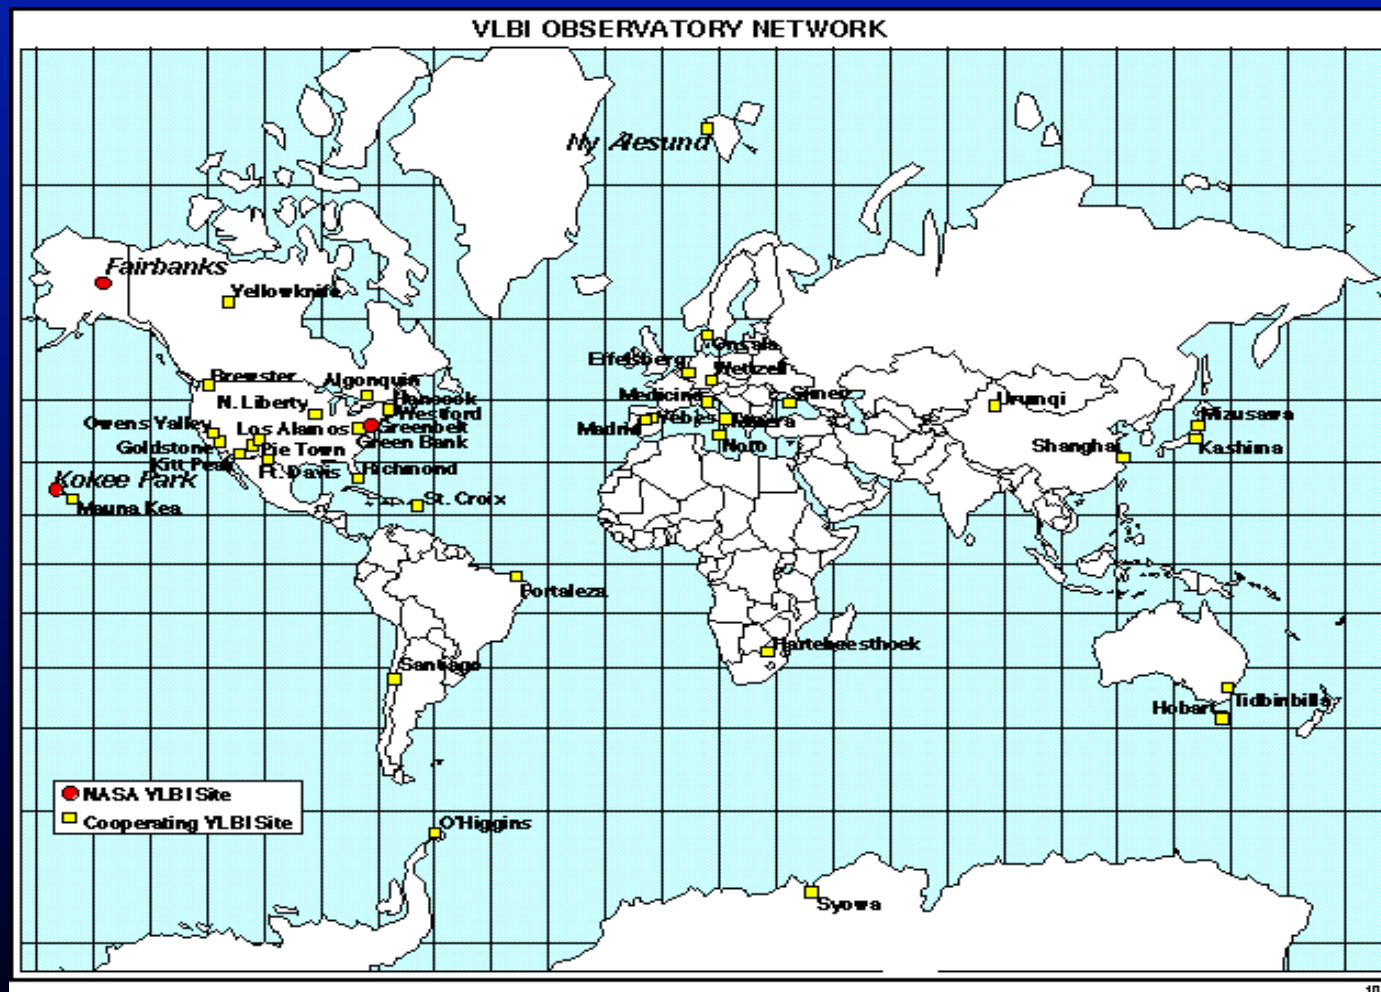 VLBI OBSERVATORY NETWORK
Ny Ålesund
Fairbanks
Yellowknife
Onsala
Effelsberg
Wettzell
Brewster
Algonquin
Medicina
Simeiz
Urumqi
N. Liberty
Hancock
Westford
Mizusawa
Owens Valley
Los Alamos
Greenbelt
Madrid
Yebes
Matera
Goldstone
Pie Town
Green Bank
Noto
Shanghai
Kashima
Kitt Peak
Ft. Davis
Richmond
Kokee Park
St. Croix
Mauna Kea
Fortaleza
Hartebeesthoek
Santiago
Tidbinbilla
Hobart
NASA VLBI Site
Cooperating VLBI Site
O'Higgins
Syowa
10